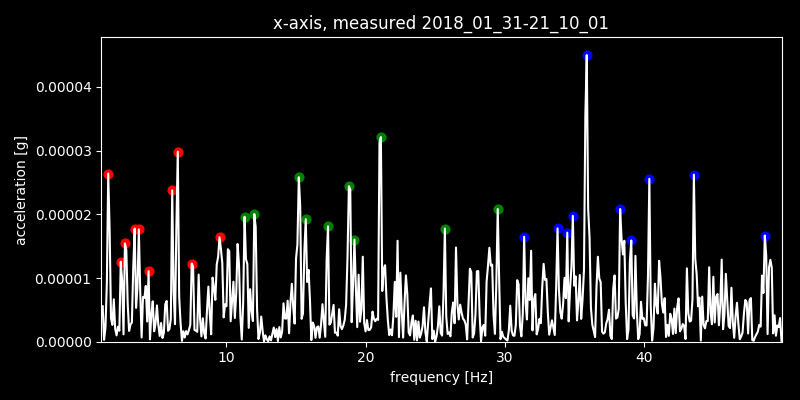 x-axis, measured 2018_01_31-21_10_01
acceleration [g]
0.00004
0.00003
0.00002
0.00001
0.00000
10 20 30 40
frequency [Hz]